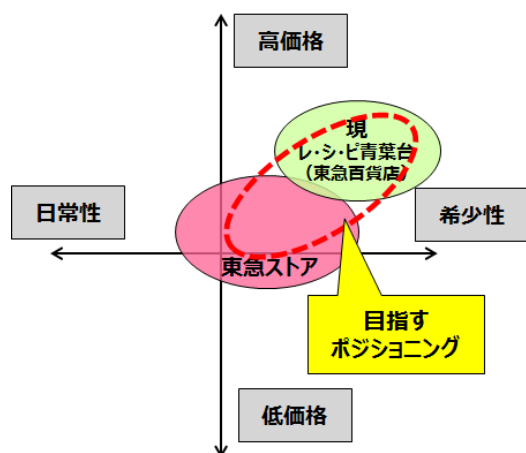 高価格
現
レ・シ・ピ青葉台
（東急百貨店）
日常性
希少性
東急ストア
目指す
ポジショニング
低価格